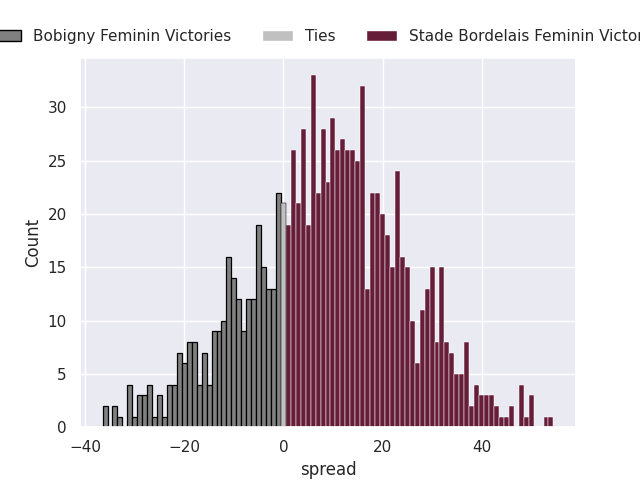 Bobigny Feminin Victories Ties Stade Bordelais Feminin Victor
30
25
20
15
10
5
0
Count
−40 −20 0 20 40
spread